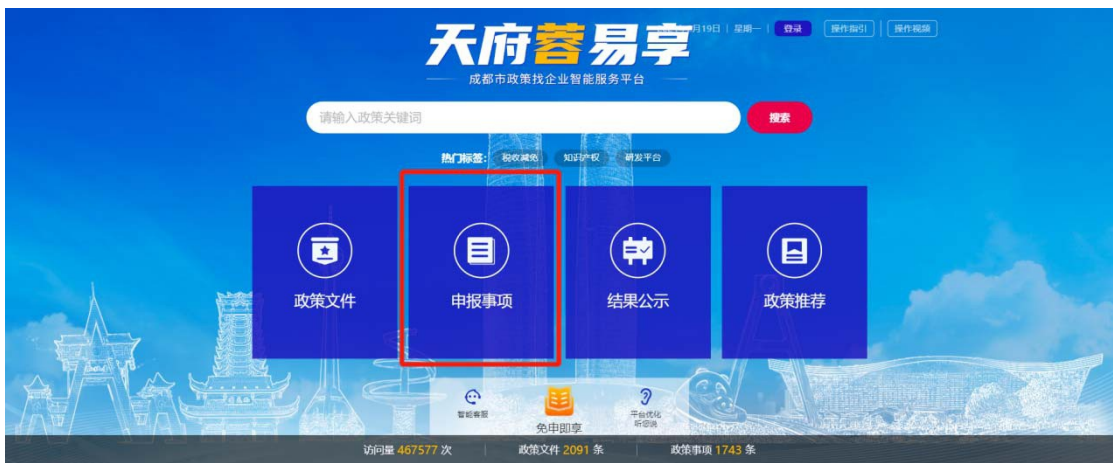 天府蓉易享
月19日 | 星期一 | 登录 操作指引 | 操作视频
成都市政策找企业智能服务平台
请输入政策关键词 搜索
热门标签: 税收减免 知识产权 研发平台
政策文件 申报事项 结果公示 政策推荐
智能客服 免申即享 平台优化
听您说
访问量 467577 次 | 政策文件 2091 条 | 政策事项 1743 条